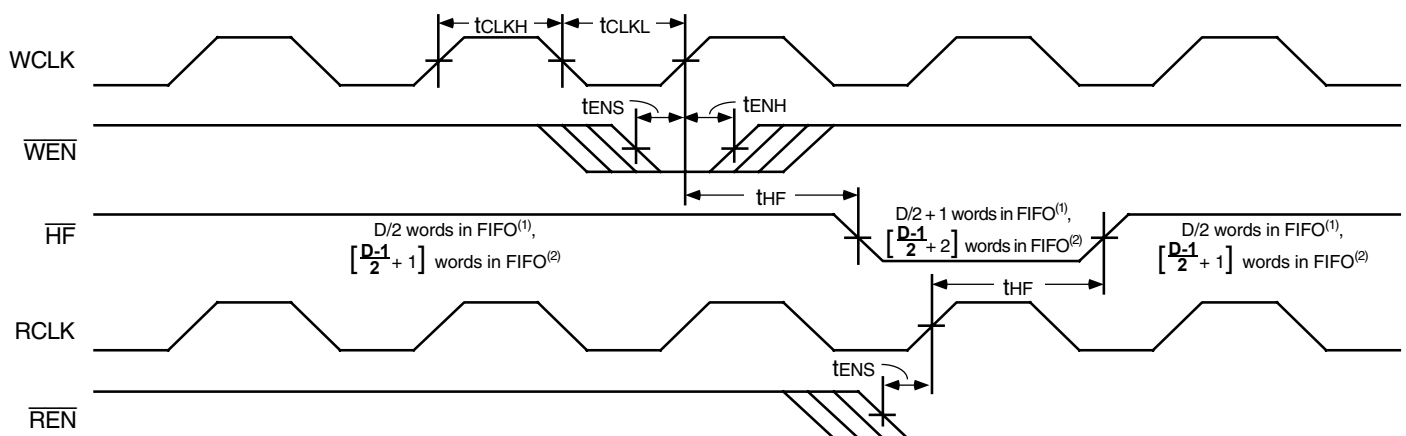 tCLKH tCLKL
WCLK
tENS tENH
WEN
tHF
HF
D/2 words in FIFO(1),
[D-1/2 + 1] words in FIFO(2)
D/2 + 1 words in FIFO(1),
[D-1/2 + 2] words in FIFO(2)
D/2 words in FIFO(1),
[D-1/2 + 1] words in FIFO(2)
tHF
RCLK
tENS
REN